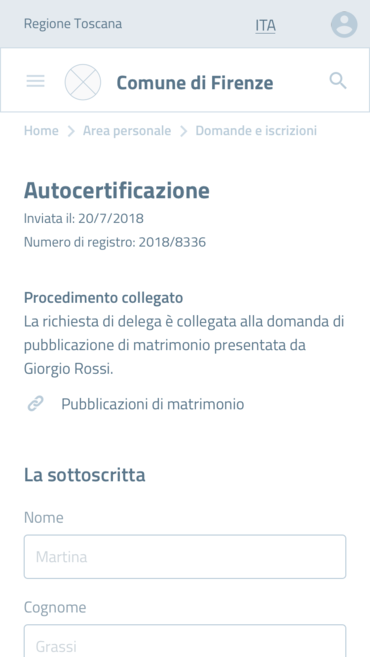 Regione Toscana
ITA
Comune di Firenze
Home Area personale Domande e iscrizioni
Autocertificazione
Inviata il: 20/7/2018
Numero di registro: 2018/8336
Procedimento collegato
La richiesta di delega è collegata alla domanda di
pubblicazione di matrimonio presentata da
Giorgio Rossi.
Pubblicazioni di matrimonio
La sottoscritta
Nome
Martina
Cognome
Grassi